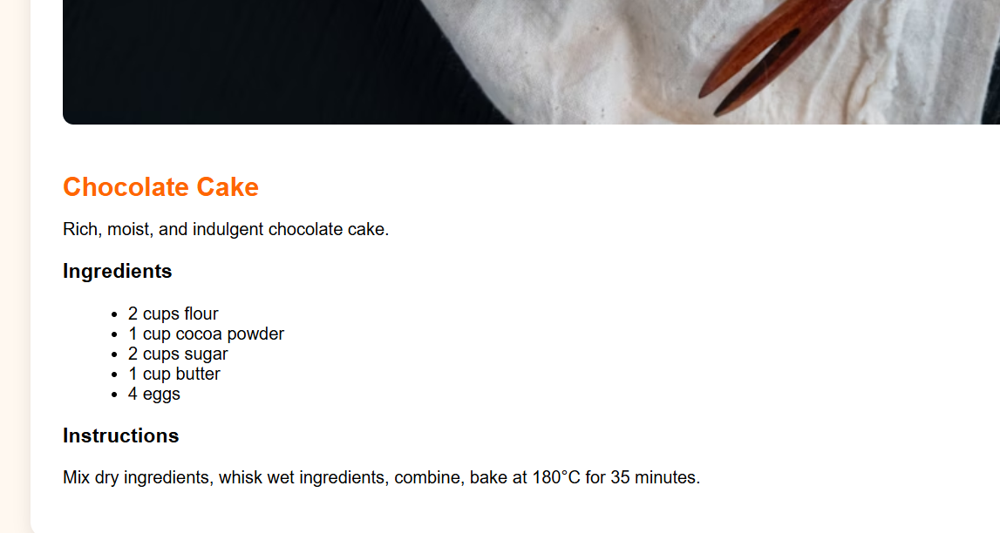 Chocolate Cake
Rich, moist, and indulgent chocolate cake.
Ingredients
• 2 cups flour
• 1 cup cocoa powder
• 2 cups sugar
• 1 cup butter
• 4 eggs
Instructions
Mix dry ingredients, whisk wet ingredients, combine, bake at 180°C for 35 minutes.